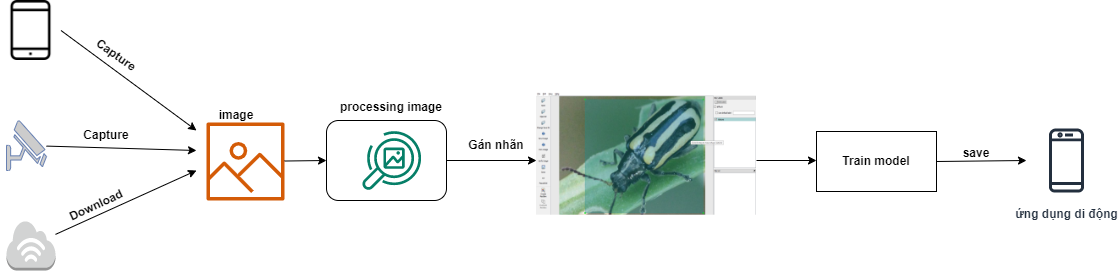 Capture
Capture
Download
image
processing image
Gán nhãn
Train model
save
ứng dụng di động